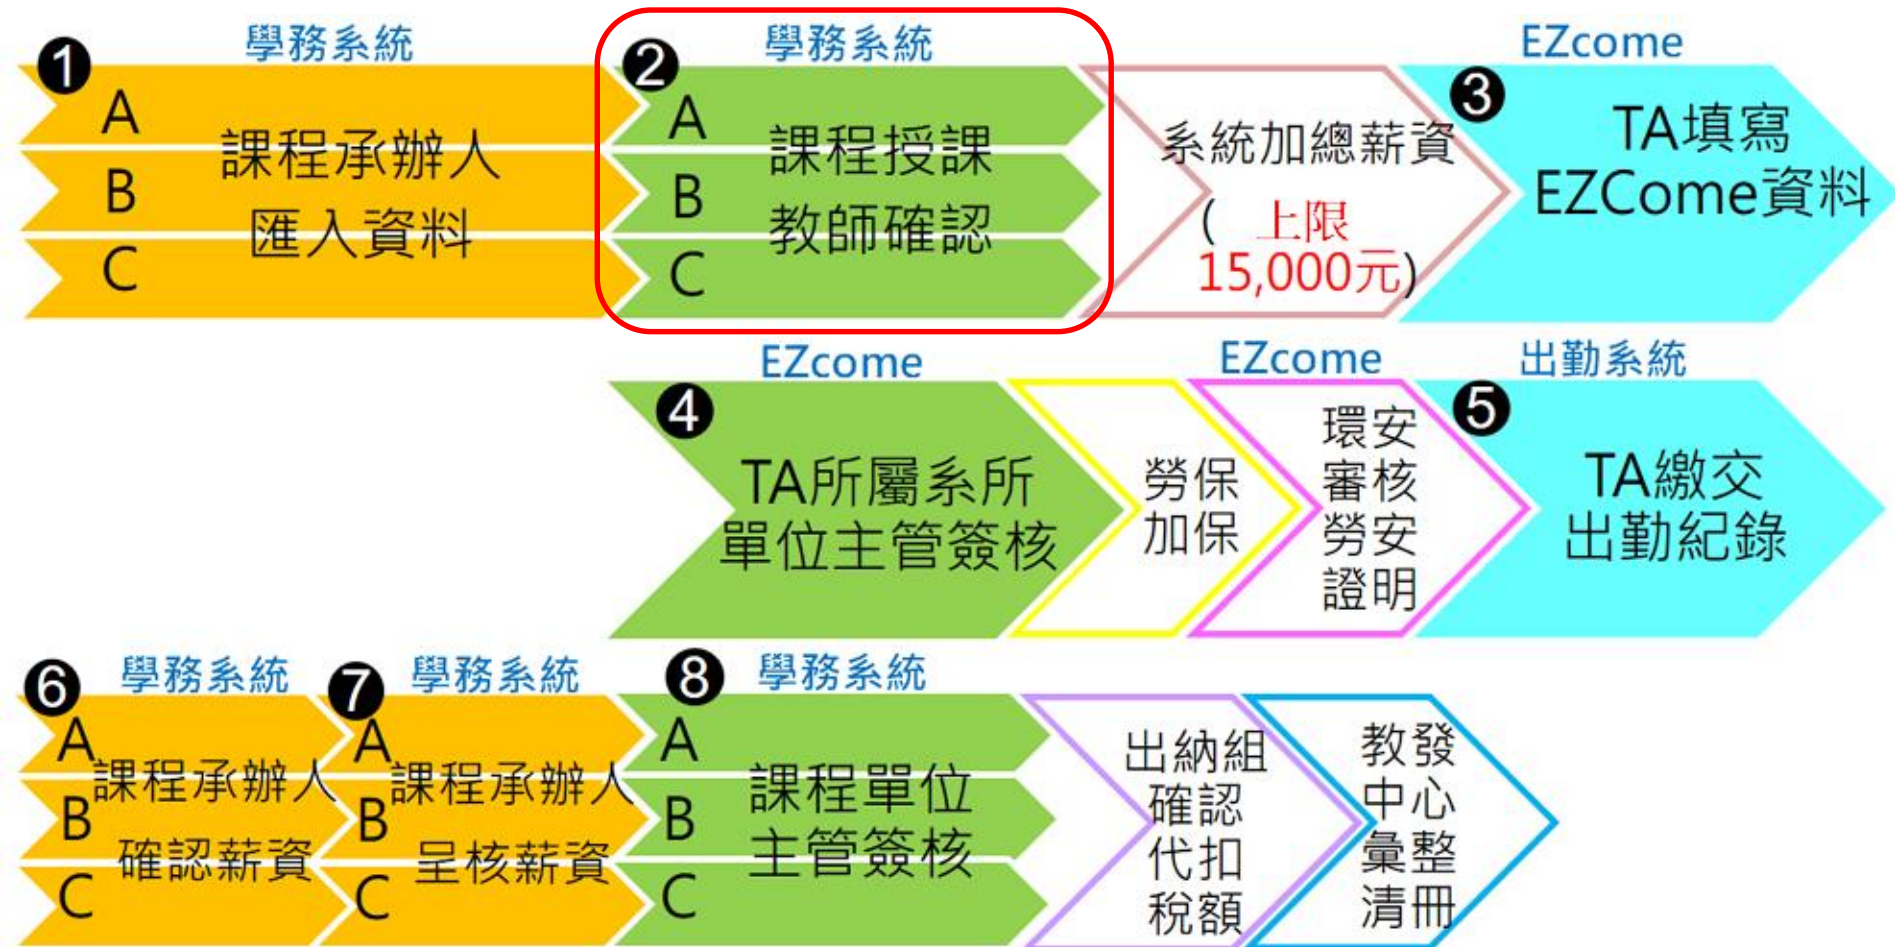 學務系統
1
A
B
C
課程承辦人
匯入資料
學務系統
2
A
B
C
課程授課
教師確認
系統加總薪資
( 上限
15,000元)
EZcome
3
TA填寫
EZCome資料
EZcome
4
TA所屬系所
單位主管簽核
勞保
加保
EZcome
環安
審核
勞安
證明
出勤系統
5
TA繳交
出勤紀錄
學務系統
6
A
B
C
課程承辦人
確認薪資
學務系統
7
A
B
C
課程承辦人
呈核薪資
學務系統
8
A
B
C
課程單位
主管簽核
出納組
確認
代扣
稅額
教發
中心
彙整
清冊